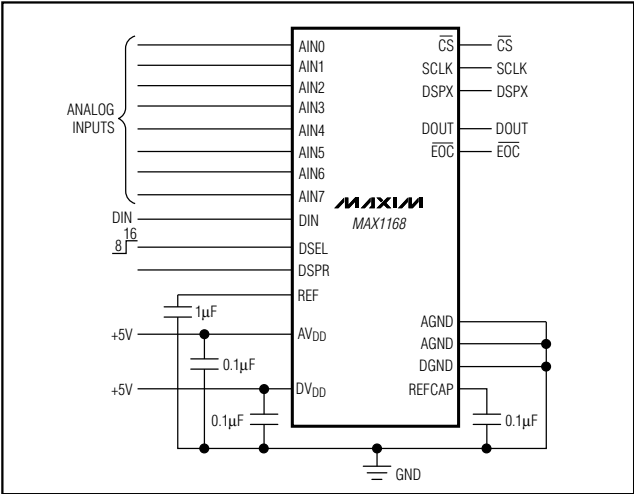 AIN0
AIN1
AIN2
AIN3
AIN4
AIN5
AIN6
AIN7
ANALOG
INPUTS
DIN
DIN
16
8
DSEL
DSPR
REF
1μF
+5V
AVDD
0.1μF
+5V
DVDD
0.1μF
MAXIM
MAX1168
CS
CS
SCLK
SCLK
DSPX
DSPX
DOUT
DOUT
EOC
EOC
AGND
AGND
DGND
REFCAP
0.1μF
GND